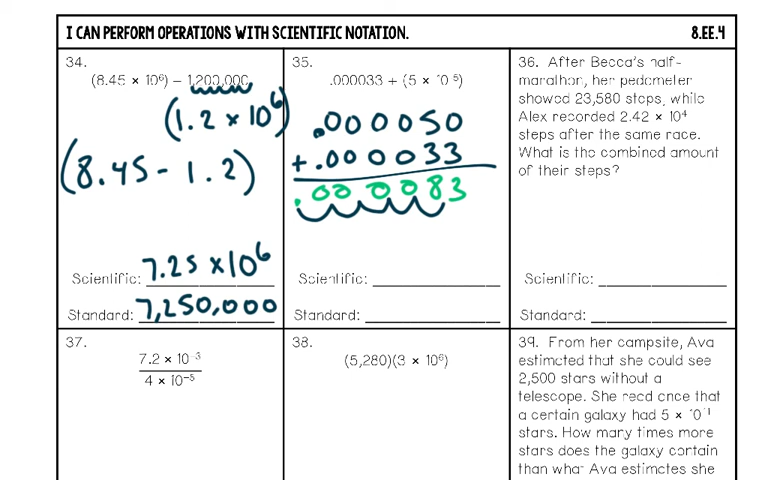 I CAN PERFORM OPERATIONS WITH SCIENTIFIC NOTATION. 8.EE.4
34.
(8.45 × 10⁶) − 1,200,000
(1.2 × 10⁶)
(8.45 - 1.2)
Scientific: 7.25 × 10⁶
Standard: 7,250,000
35.
.000033 + (5 × 10⁻⁵)
.000050
+ .000033
.000083
Scientific:
Standard:
36. After Becca's half-
marathon, her pedometer
showed 23,580 steps, while
Alex recorded 2.42 × 10⁴
steps after the same race.
What is the combined amount
of their steps?
Scientific:
Standard:
37.
7.2 × 10⁻³
4 × 10⁻⁵
38.
(5,280)(3 × 10⁶)
39. From her campsite, Ava
estimated that she could see
2,500 stars without a
telescope. She read once that
a certain galaxy had 5 × 10¹¹
stars. How many times more
stars does the galaxy contain
than what Ava estimates she